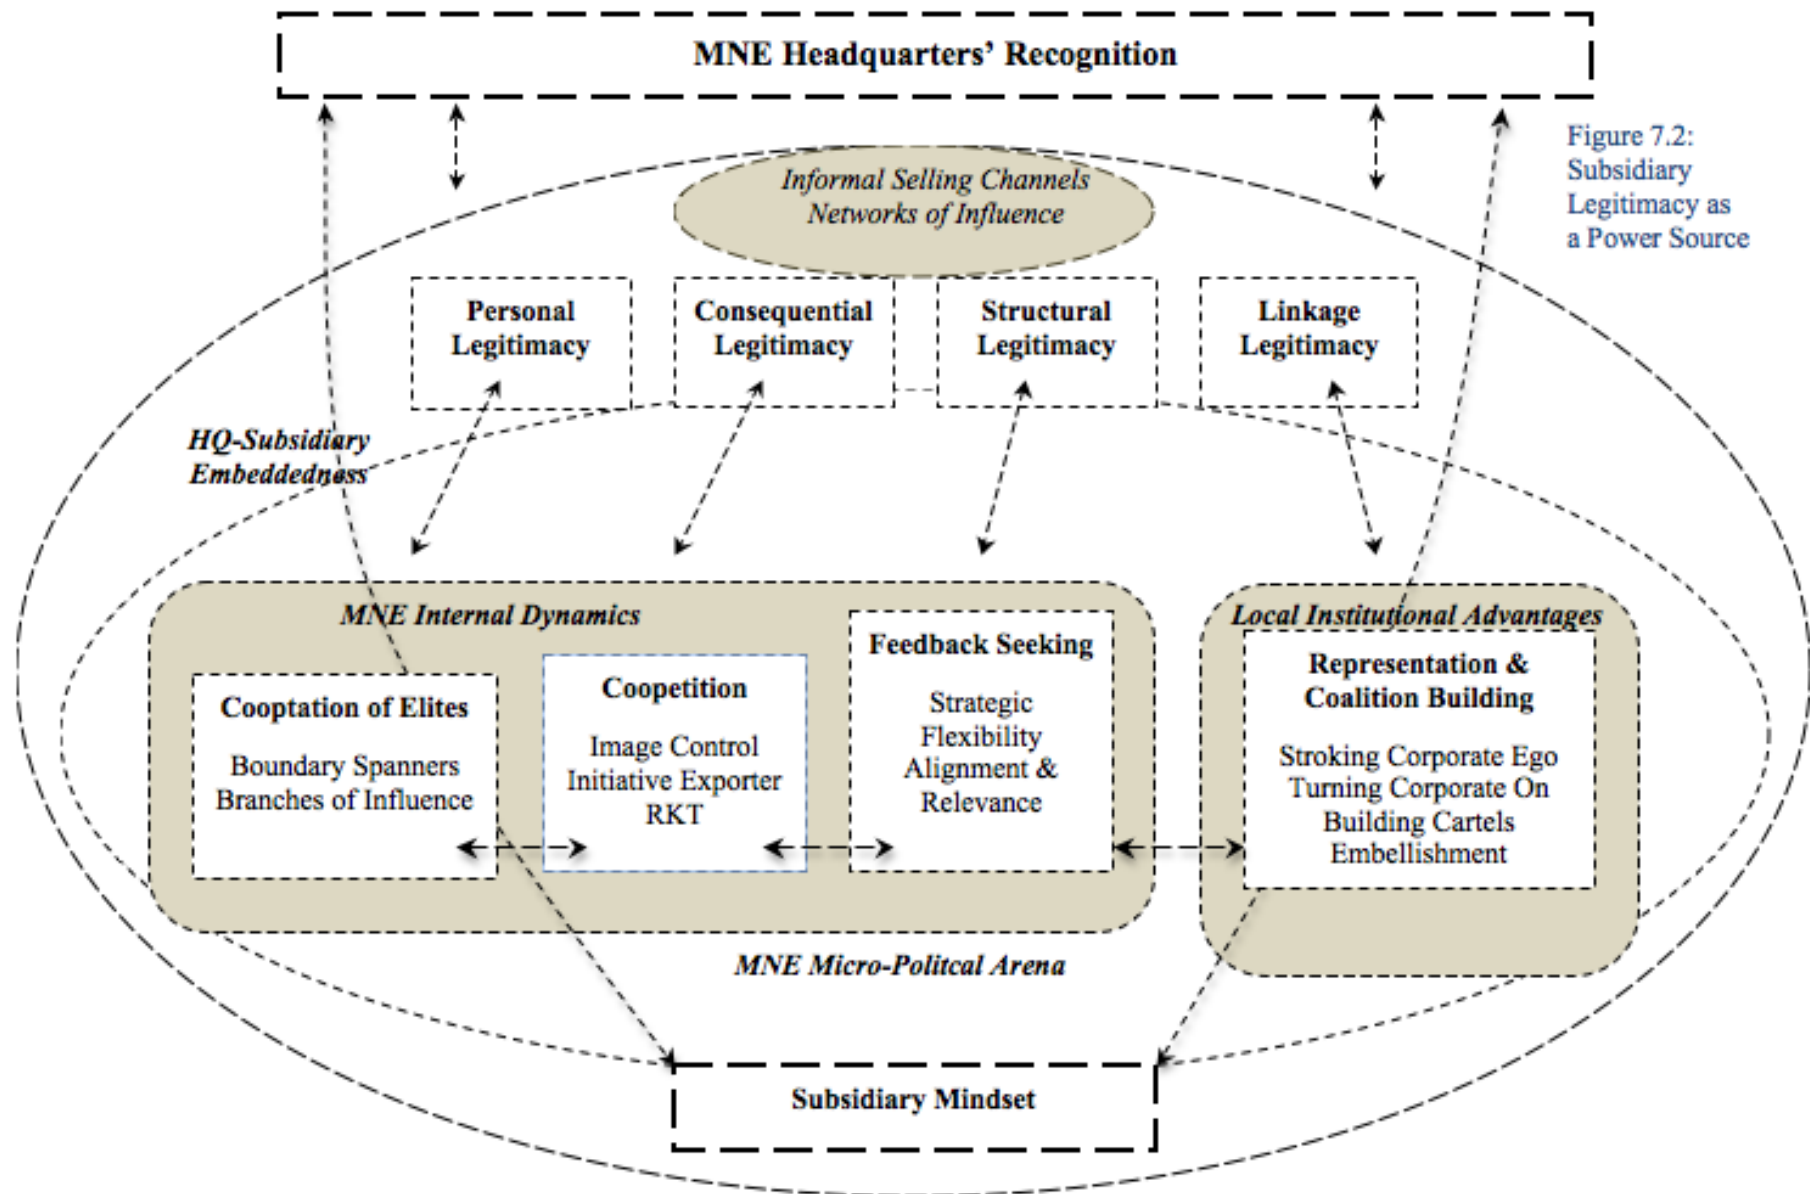 MNE Headquarters’ Recognition
Figure 7.2:
Subsidiary
Legitimacy as
a Power Source
Informal Selling Channels
Networks of Influence
Personal
Legitimacy
Consequential
Legitimacy
Structural
Legitimacy
Linkage
Legitimacy
HQ-Subsidiary
Embeddedness
MNE Internal Dynamics
Cooptation of Elites
Boundary Spanners
Branches of Influence
Coopetition
Image Control
Initiative Exporter
RKT
Feedback Seeking
Strategic
Flexibility
Alignment &
Relevance
Local Institutional Advantages
Representation &
Coalition Building
Stroking Corporate Ego
Turning Corporate On
Building Cartels
Embellishment
MNE Micro-Politcal Arena
Subsidiary Mindset